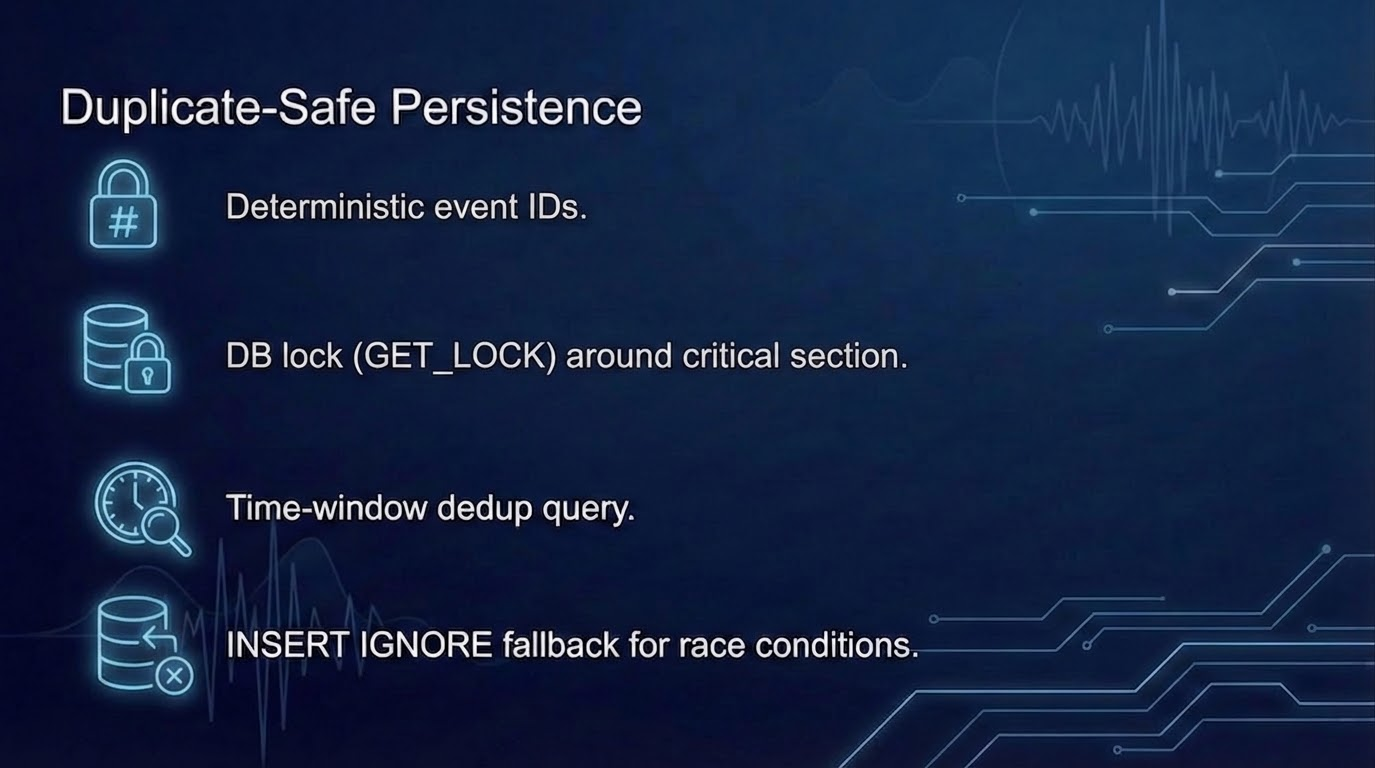 Duplicate-Safe Persistence
#
Deterministic event IDs.
DB lock (GET_LOCK) around critical section.
Time-window dedup query.
INSERT IGNORE fallback for race conditions.